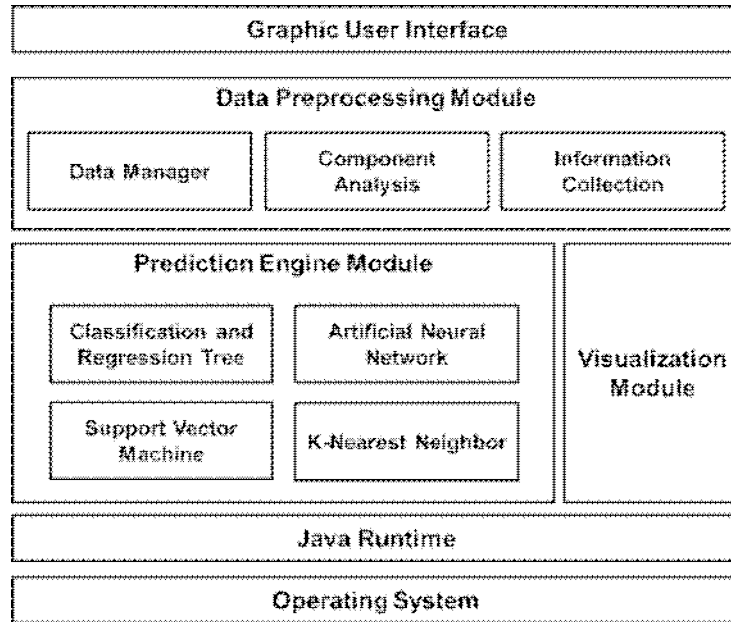 Graphic User Interface
Data Preprocessing Module
Data Manager
Component
Analysis
Information
Collection
Prediction Engine Module
Classification and
Regression Tree
Artificial Neural
Network
Support Vector
Machine
K-Nearest Neighbor
Visualization
Module
Java Runtime
Operating System